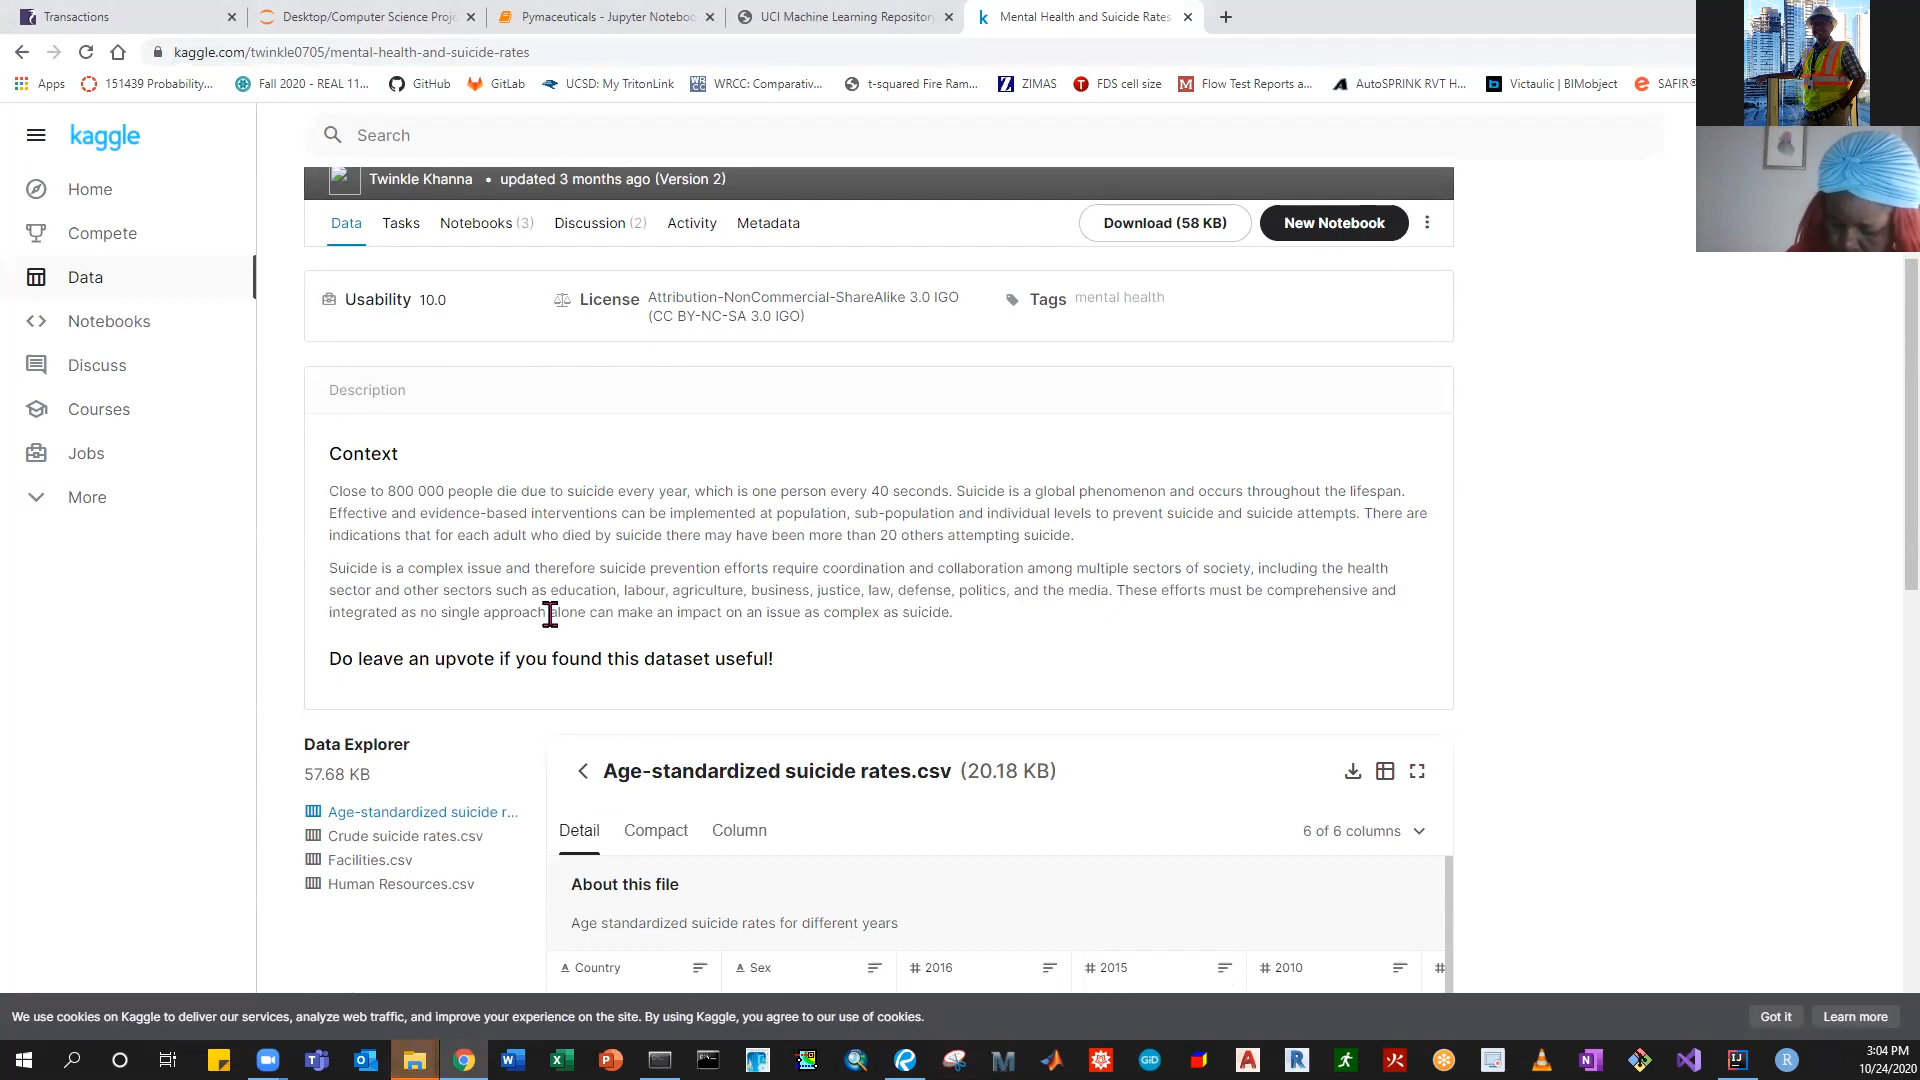 Transactions
Desktop/Computer Science Proje
Pymaceuticals - Jupyter Noteboo
UCI Machine Learning Repository
Mental Health and Suicide Rates
kaggle.com/twinkle0705/mental-health-and-suicide-rates
Apps
151439 Probability...
Fall 2020 - REAL 11...
GitHub
GitLab
UCSD: My TritonLink
WRCC: Comparativ...
t-squared Fire Ram...
ZIMAS
FDS cell size
Flow Test Reports a...
AutoSPRINK RVT H...
Victaulic | BIMobject
SAFIR®
kaggle
Search
Home
Compete
Data
Notebooks
Discuss
Courses
Jobs
More
Twinkle Khanna • updated 3 months ago (Version 2)
Data Tasks Notebooks (3) Discussion (2) Activity Metadata
Download (58 KB)
New Notebook
Usability 10.0
License Attribution-NonCommercial-ShareAlike 3.0 IGO
(CC BY-NC-SA 3.0 IGO)
Tags mental health
Description
Context
Close to 800 000 people die due to suicide every year, which is one person every 40 seconds. Suicide is a global phenomenon and occurs throughout the lifespan.
Effective and evidence-based interventions can be implemented at population, sub-population and individual levels to prevent suicide and suicide attempts. There are
indications that for each adult who died by suicide there may have been more than 20 others attempting suicide.
Suicide is a complex issue and therefore suicide prevention efforts require coordination and collaboration among multiple sectors of society, including the health
sector and other sectors such as education, labour, agriculture, business, justice, law, defense, politics, and the media. These efforts must be comprehensive and
integrated as no single approach alone can make an impact on an issue as complex as suicide.
Do leave an upvote if you found this dataset useful!
Data Explorer
57.68 KB
Age-standardized suicide r...
Crude suicide rates.csv
Facilities.csv
Human Resources.csv
Age-standardized suicide rates.csv (20.18 KB)
Detail Compact Column
6 of 6 columns
About this file
Age standardized suicide rates for different years
A Country
A Sex
# 2016
# 2015
# 2010
#
We use cookies on Kaggle to deliver our services, analyze web traffic, and improve your experience on the site. By using Kaggle, you agree to our use of cookies.
Got it
Learn more
3:04 PM
10/24/2020